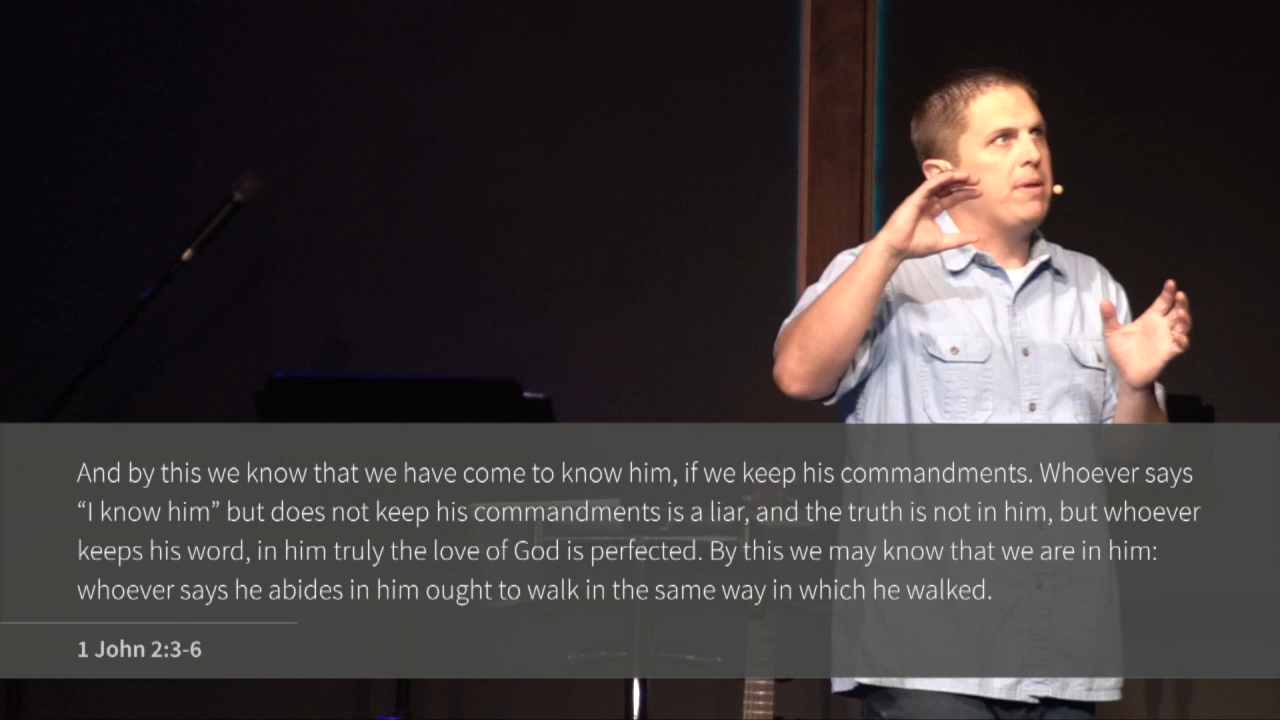 And by this we know that we have come to know him, if we keep his commandments. Whoever says
“I know him” but does not keep his commandments is a liar, and the truth is not in him, but whoever
keeps his word, in him truly the love of God is perfected. By this we may know that we are in him:
whoever says he abides in him ought to walk in the same way in which he walked.
1 John 2:3-6